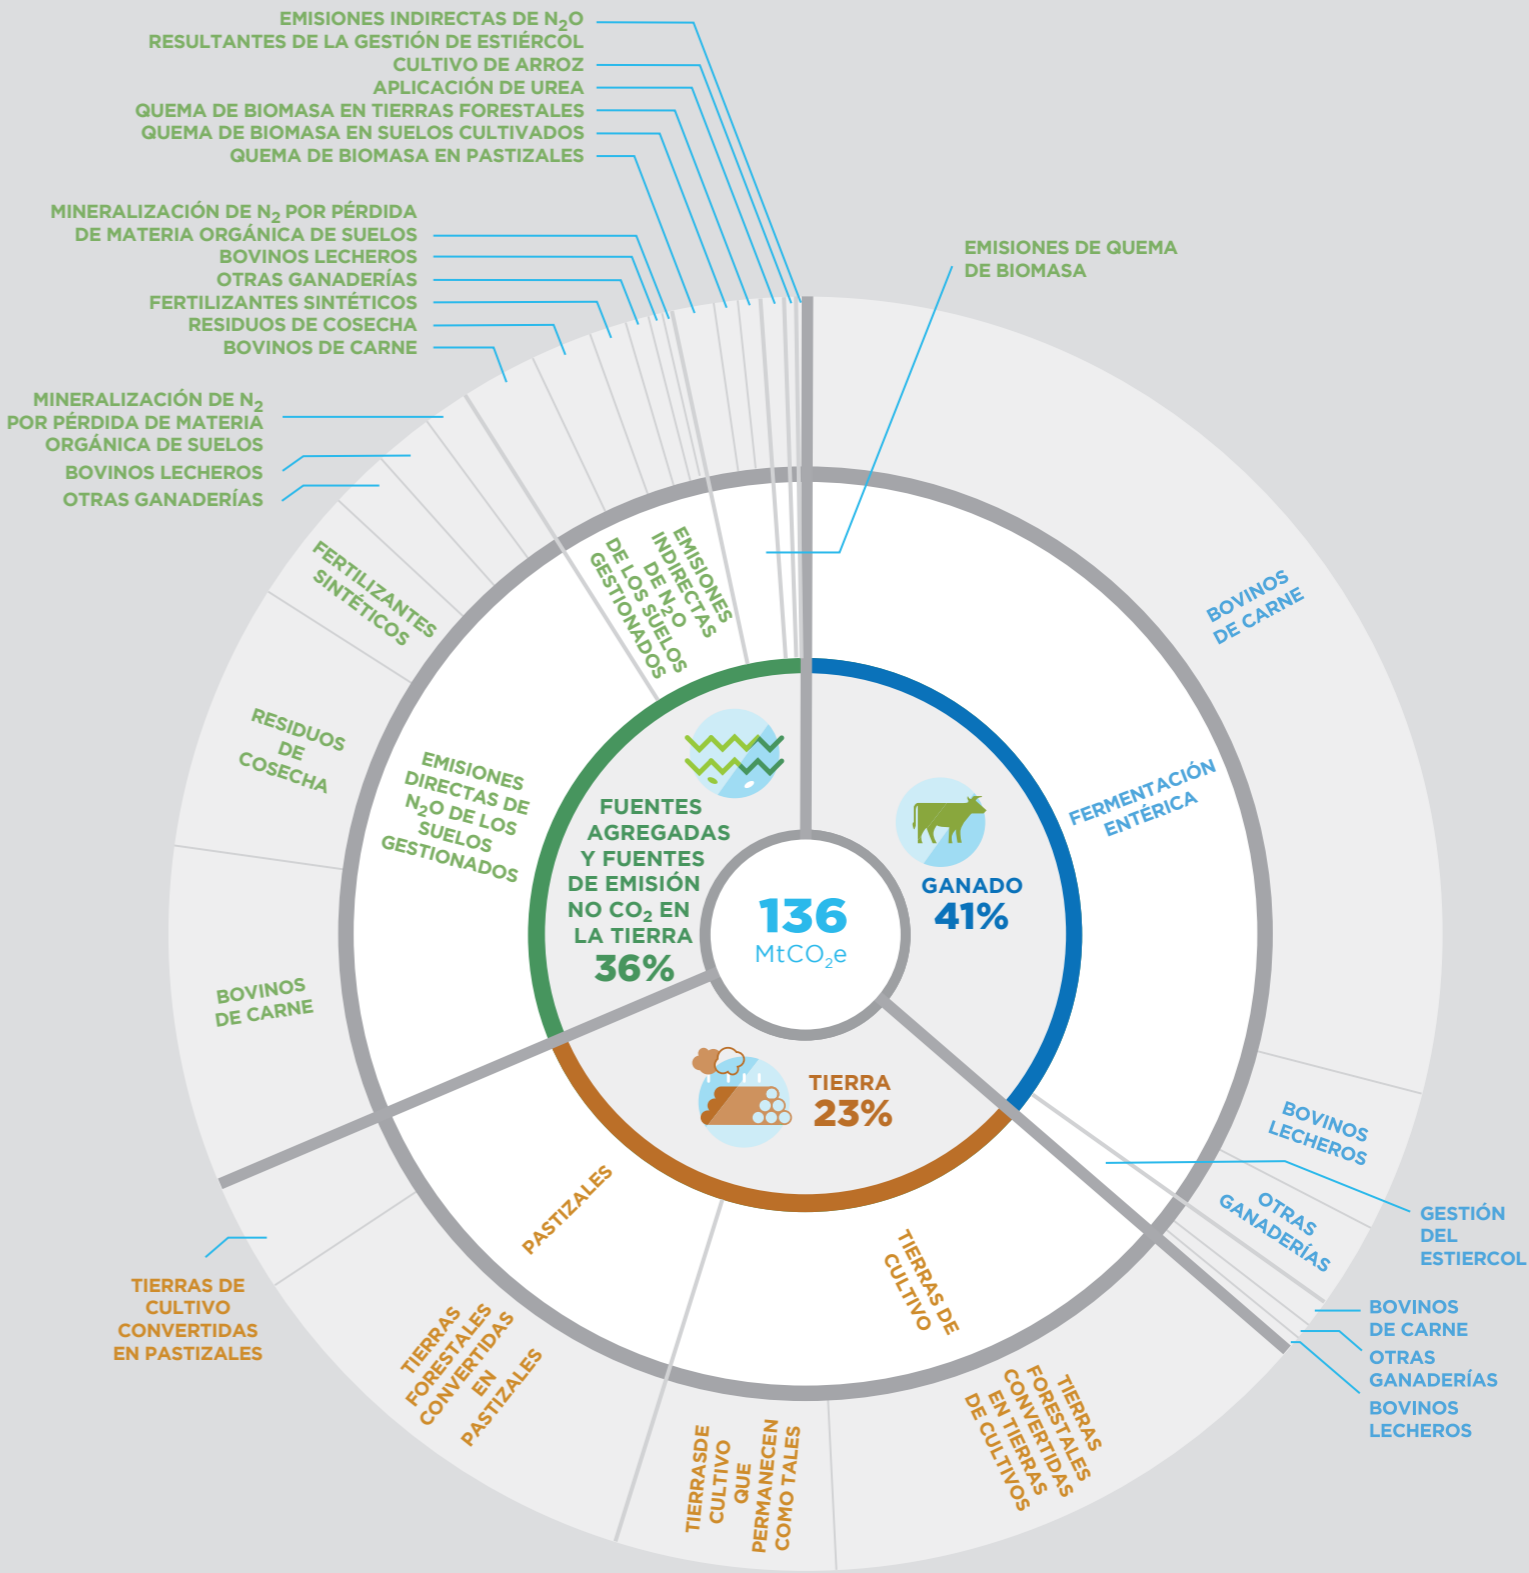 EMISIONES INDIRECTAS DE N₂O
RESULTANTES DE LA GESTIÓN DE ESTIÉRCOL
CULTIVO DE ARROZ
APLICACIÓN DE UREA
QUEMA DE BIOMASA EN TIERRAS FORESTALES
QUEMA DE BIOMASA EN SUELOS CULTIVADOS
QUEMA DE BIOMASA EN PASTIZALES
MINERALIZACIÓN DE N₂ POR PÉRDIDA
DE MATERIA ORGÁNICA DE SUELOS
BOVINOS LECHEROS
OTRAS GANADERÍAS
FERTILIZANTES SINTÉTICOS
RESIDUOS DE COSECHA
BOVINOS DE CARNE
MINERALIZACIÓN DE N₂
POR PÉRDIDA DE MATERIA
ORGÁNICA DE SUELOS
BOVINOS LECHEROS
OTRAS GANADERÍAS
EMISIONES DE QUEMA
DE BIOMASA
FERTILIZANTES
SINTÉTICOS
RESIDUOS
DE
COSECHA
BOVINOS
DE CARNE
EMISIONES
INDIRECTAS
DE N₂O
DE LOS SUELOS
GESTIONADOS
EMISIONES
DIRECTAS DE
N₂O DE LOS
SUELOS
GESTIONADOS
FUENTES
AGREGADAS
Y FUENTES
DE EMISIÓN
NO CO₂ EN
LA TIERRA
36%
136
MtCO₂e
GANADO
41%
TIERRA
23%
FERMENTACIÓN
ENTÉRICA
BOVINOS
DE CARNE
BOVINOS
LECHEROS
OTRAS
GANADERÍAS
GESTIÓN
DEL
ESTIERCOL
BOVINOS
DE CARNE
OTRAS
GANADERÍAS
BOVINOS
LECHEROS
PASTIZALES
TIERRAS DE
CULTIVO
TIERRAS DE
CULTIVO
CONVERTIDAS
EN PASTIZALES
TIERRAS
FORESTALES
CONVERTIDAS
EN
PASTIZALES
TIERRASDE
CULTIVO
QUE
PERMANECEN
COMO TALES
TIERRAS
FORESTALES
CONVERTIDAS
EN TIERRAS
DE CULTIVOS